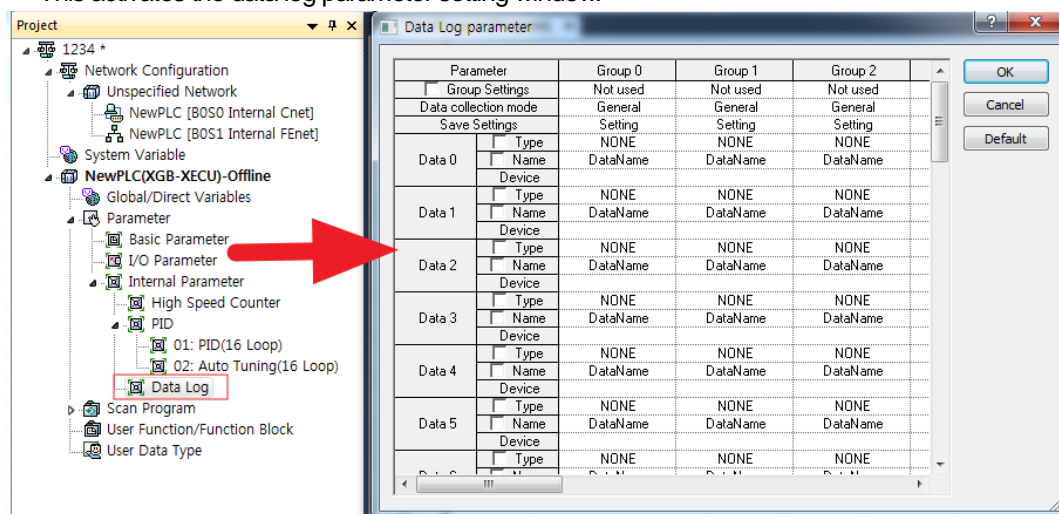 This activates the data log parameter setting window.
Project
1234 *
Network Configuration
Unspecified Network
NewPLC [B0S0 Internal Cnet]
NewPLC [B0S1 Internal FEnet]
System Variable
NewPLC(XGB-XECU)-Offline
Global/Direct Variables
Parameter
Basic Parameter
I/O Parameter
Internal Parameter
High Speed Counter
PID
01: PID(16 Loop)
02: Auto Tuning(16 Loop)
Data Log
Scan Program
User Function/Function Block
User Data Type
Data Log parameter
Parameter Group 0 Group 1 Group 2
Group Settings Not used Not used Not used
Data collection mode General General General
Save Settings Setting Setting Setting
Data 0 Type NONE NONE NONE
Name DataName DataName DataName
Device
Data 1 Type NONE NONE NONE
Name DataName DataName DataName
Device
Data 2 Type NONE NONE NONE
Name DataName DataName DataName
Device
Data 3 Type NONE NONE NONE
Name DataName DataName DataName
Device
Data 4 Type NONE NONE NONE
Name DataName DataName DataName
Device
Data 5 Type NONE NONE NONE
Name DataName DataName DataName
Device
Type NONE NONE NONE
OK
Cancel
Default